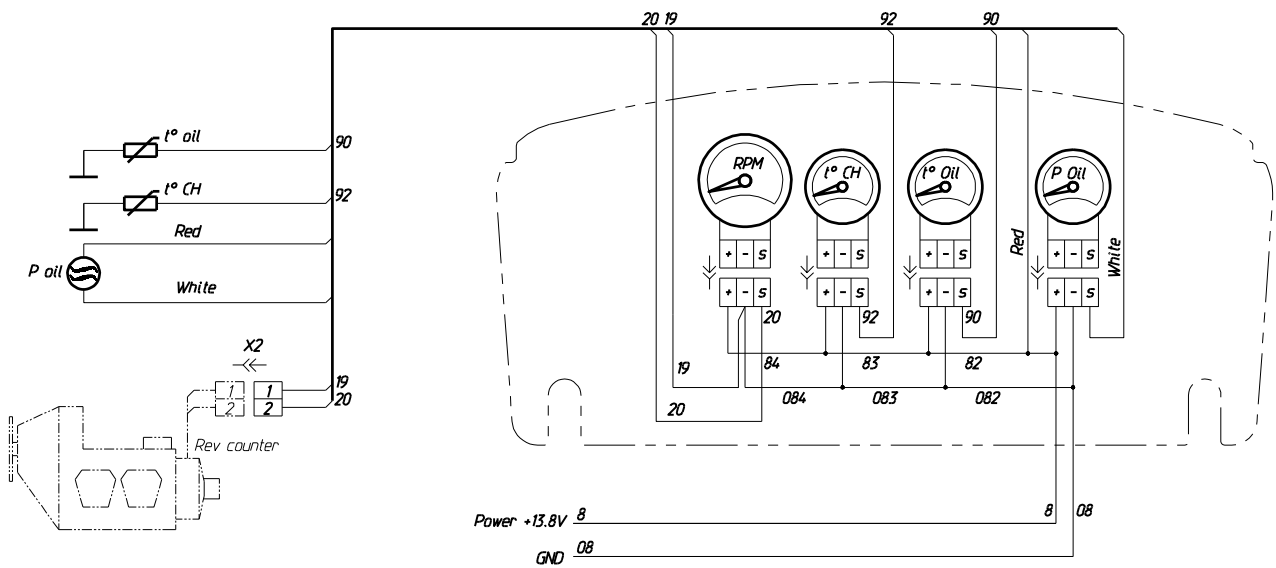 20 19 92 90
t° oil 90
t° CH 92
Red
P oil
White
X2
1 1 19
2 2 20
Rev counter
RPM t° CH t° Oil P Oil
Red White
+ - S + - S + - S + - S
+ - S + - S + - S + - S
20 92 90
19 84 83 82
084 083 082
20
Power +13.8V 8 8 08
GND 08